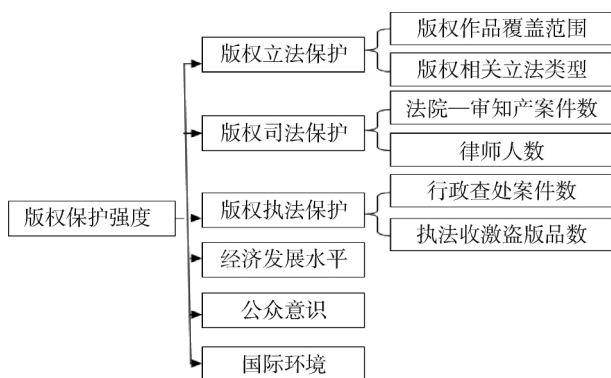 版权保护强度
版权立法保护
版权作品覆盖范围
版权相关立法类型
版权司法保护
法院一审知产案件数
律师人数
版权执法保护
行政查处案件数
执法收激盗版品数
经济发展水平
公众意识
国际环境